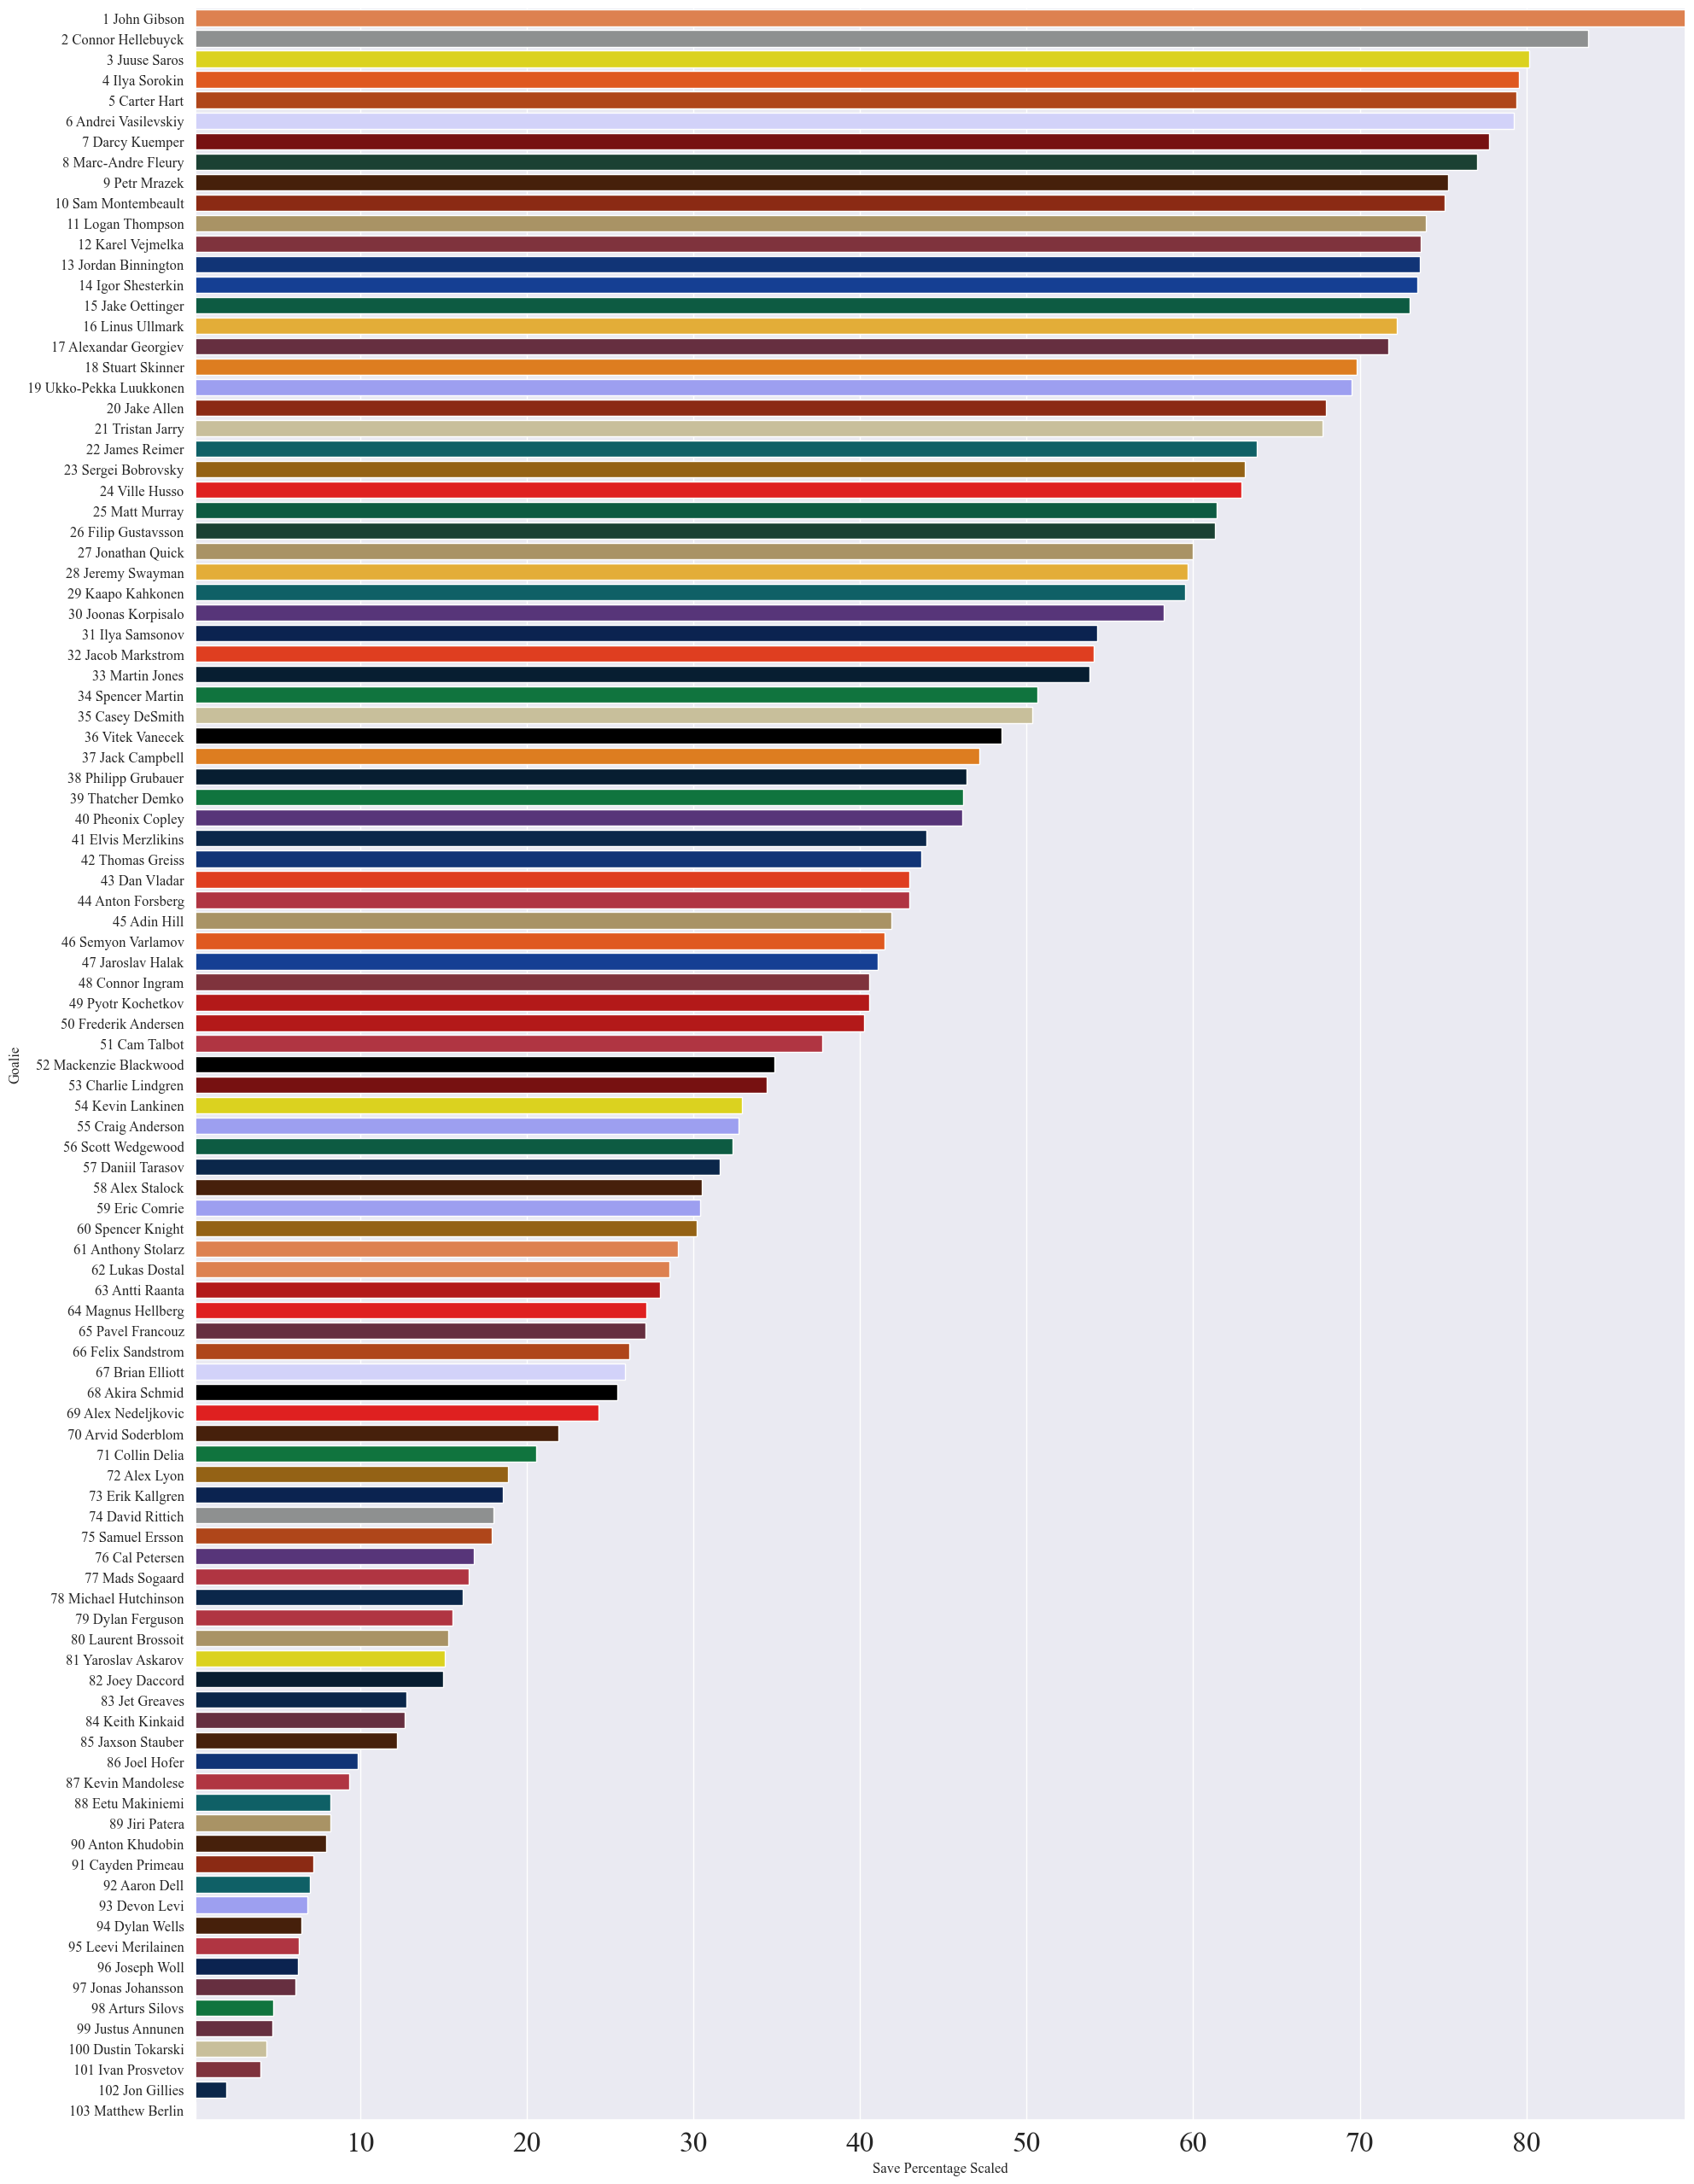 1 John Gibson
2 Connor Hellebuyck
3 Juuse Saros
4 Ilya Sorokin
5 Carter Hart
6 Andrei Vasilevskiy
7 Darcy Kuemper
8 Marc-Andre Fleury
9 Petr Mrazek
10 Sam Montembeault
11 Logan Thompson
12 Karel Vejmelka
13 Jordan Binnington
14 Igor Shesterkin
15 Jake Oettinger
16 Linus Ullmark
17 Alexandar Georgiev
18 Stuart Skinner
19 Ukko-Pekka Luukkonen
20 Jake Allen
21 Tristan Jarry
22 James Reimer
23 Sergei Bobrovsky
24 Ville Husso
25 Matt Murray
26 Filip Gustavsson
27 Jonathan Quick
28 Jeremy Swayman
29 Kaapo Kahkonen
30 Joonas Korpisalo
31 Ilya Samsonov
32 Jacob Markstrom
33 Martin Jones
34 Spencer Martin
35 Casey DeSmith
36 Vitek Vanecek
37 Jack Campbell
38 Philipp Grubauer
39 Thatcher Demko
40 Pheonix Copley
41 Elvis Merzlikins
42 Thomas Greiss
43 Dan Vladar
44 Anton Forsberg
45 Adin Hill
46 Semyon Varlamov
47 Jaroslav Halak
48 Connor Ingram
49 Pyotr Kochetkov
50 Frederik Andersen
51 Cam Talbot
52 Mackenzie Blackwood
53 Charlie Lindgren
54 Kevin Lankinen
55 Craig Anderson
56 Scott Wedgewood
57 Daniil Tarasov
58 Alex Stalock
59 Eric Comrie
60 Spencer Knight
61 Anthony Stolarz
62 Lukas Dostal
63 Antti Raanta
64 Magnus Hellberg
65 Pavel Francouz
66 Felix Sandstrom
67 Brian Elliott
68 Akira Schmid
69 Alex Nedeljkovic
70 Arvid Soderblom
71 Collin Delia
72 Alex Lyon
73 Erik Kallgren
74 David Rittich
75 Samuel Ersson
76 Cal Petersen
77 Mads Sogaard
78 Michael Hutchinson
79 Dylan Ferguson
80 Laurent Brossoit
81 Yaroslav Askarov
82 Joey Daccord
83 Jet Greaves
84 Keith Kinkaid
85 Jaxson Stauber
86 Joel Hofer
87 Kevin Mandolese
88 Eetu Makiniemi
89 Jiri Patera
90 Anton Khudobin
91 Cayden Primeau
92 Aaron Dell
93 Devon Levi
94 Dylan Wells
95 Leevi Merilainen
96 Joseph Woll
97 Jonas Johansson
98 Arturs Silovs
99 Justus Annunen
100 Dustin Tokarski
101 Ivan Prosvetov
102 Jon Gillies
103 Matthew Berlin
Goalie
10 20 30 40 50 60 70 80
Save Percentage Scaled